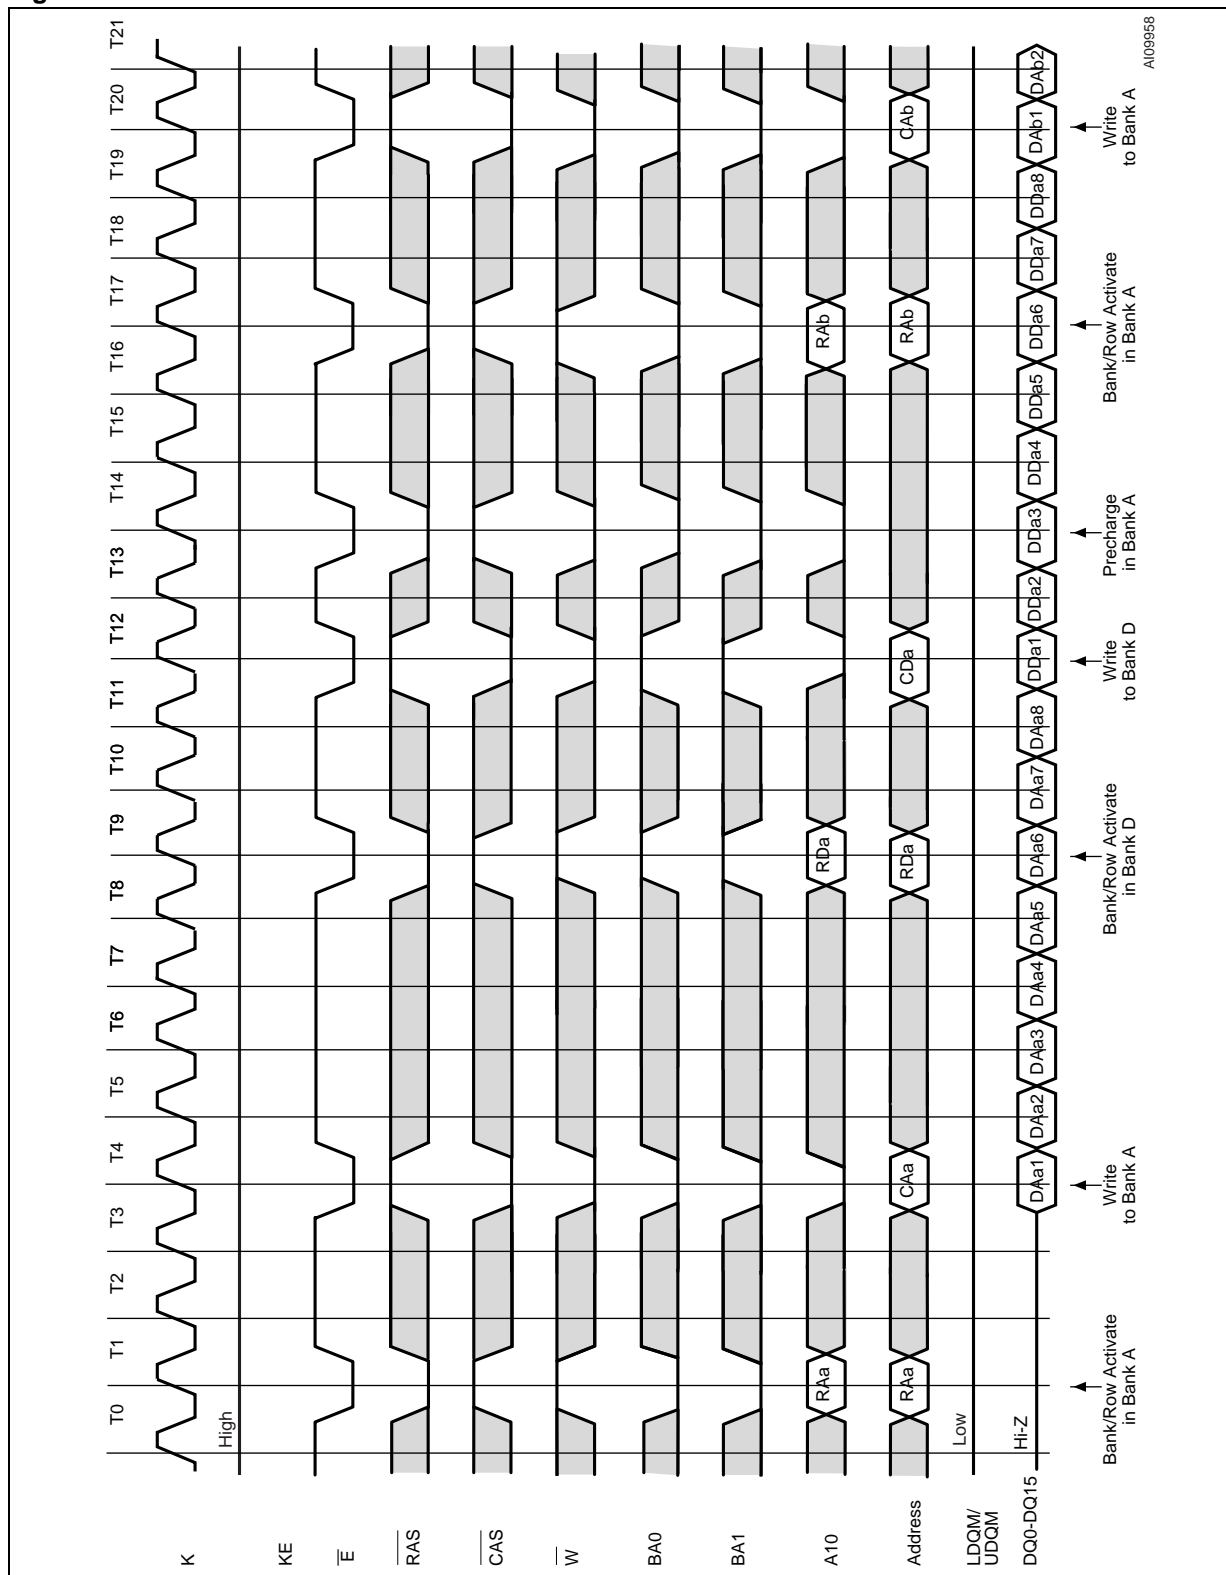 T0 T1 T2 T3 T4 T5 T6 T7 T8 T9 T10 T11 T12 T13 T14 T15 T16 T17 T18 T19 T20 T21
K
High
KE
E
RAS
CAS
W
BA0
BA1
A10 RAa RDa RAb
Address RAa CAa RDa CDa RAb CAb
LDQM/
UDQM
Low
DQ0-DQ15
Hi-Z
DAa1 DAa2 DAa3 DAa4 DAa5 DAa6 DAa7 DAa8 DDa1 DDa2 DDa3 DDa4 DDa5 DDa6 DDa7 DDa8 DAb1 DAb2
Bank/Row Activate
in Bank A
Write
to Bank A
Bank/Row Activate
in Bank D
Write
to Bank D
Precharge
in Bank A
Bank/Row Activate
in Bank A
Write
to Bank A
AI09958